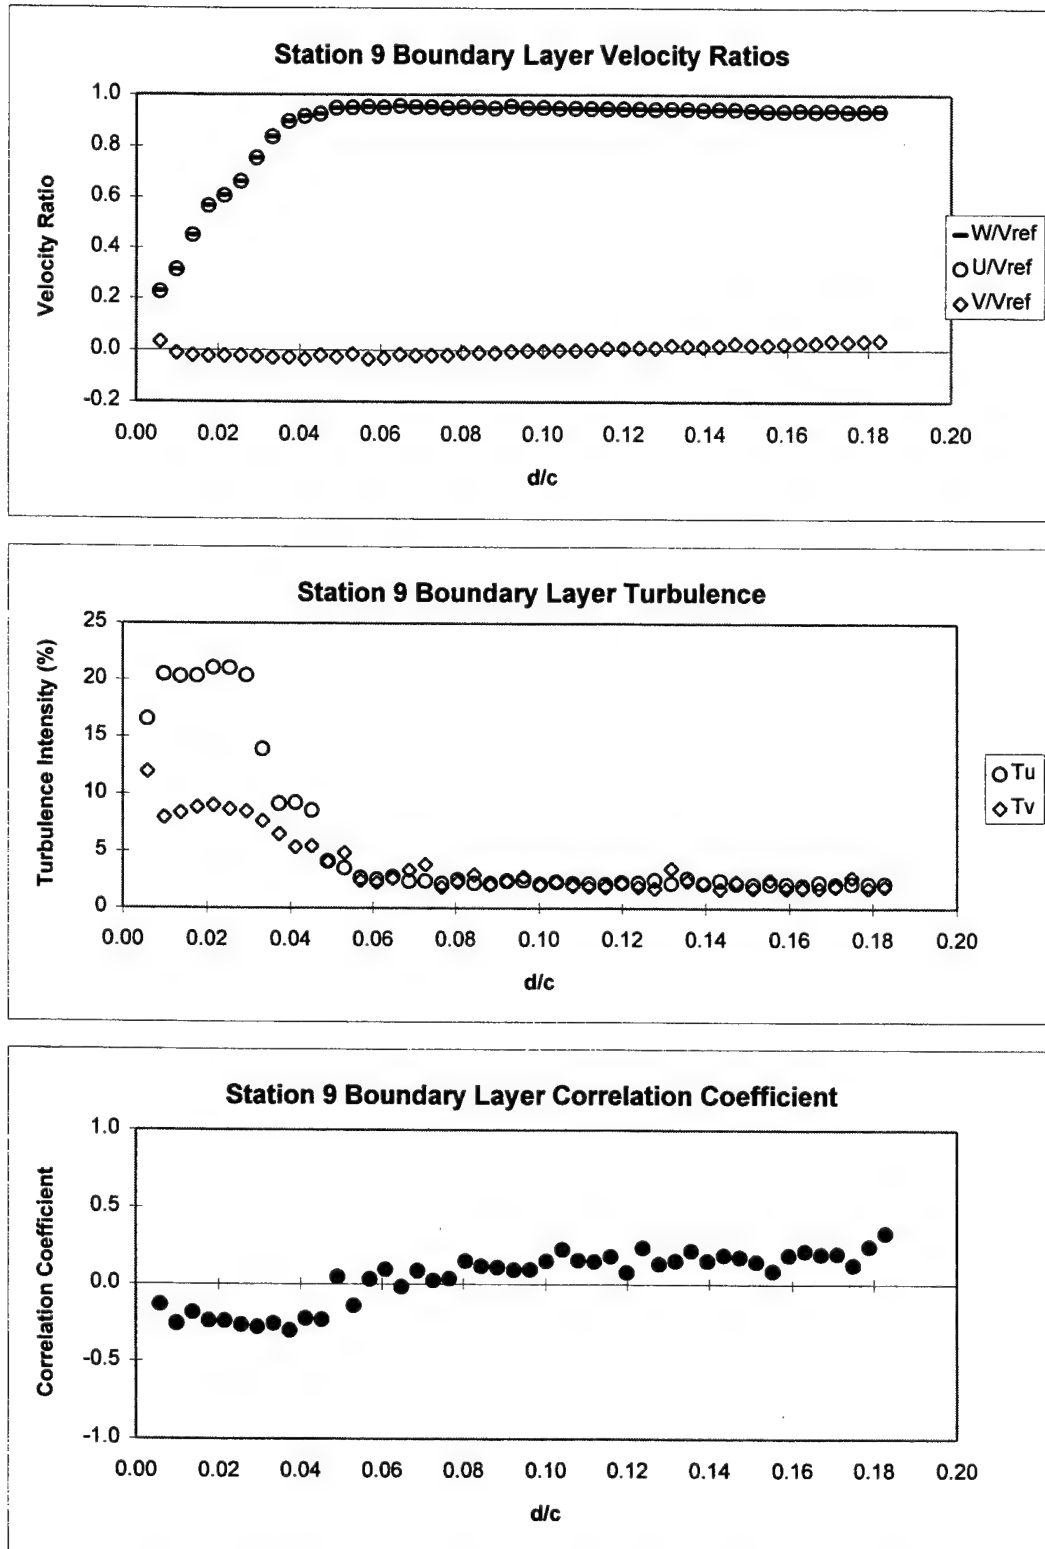 Station 9 Boundary Layer Velocity Ratios
1.0
0.8
0.6
0.4
0.2
0.0
-0.2
Velocity Ratio
0.00 0.02 0.04 0.06 0.08 0.10 0.12 0.14 0.16 0.18 0.20
d/c
W/Vref
U/Vref
V/Vref
Station 9 Boundary Layer Turbulence
25
20
15
10
5
0
Turbulence Intensity (%)
0.00 0.02 0.04 0.06 0.08 0.10 0.12 0.14 0.16 0.18 0.20
d/c
Tu
Tv
Station 9 Boundary Layer Correlation Coefficient
1.0
0.5
0.0
-0.5
-1.0
Correlation Coefficient
0.00 0.02 0.04 0.06 0.08 0.10 0.12 0.14 0.16 0.18 0.20
d/c